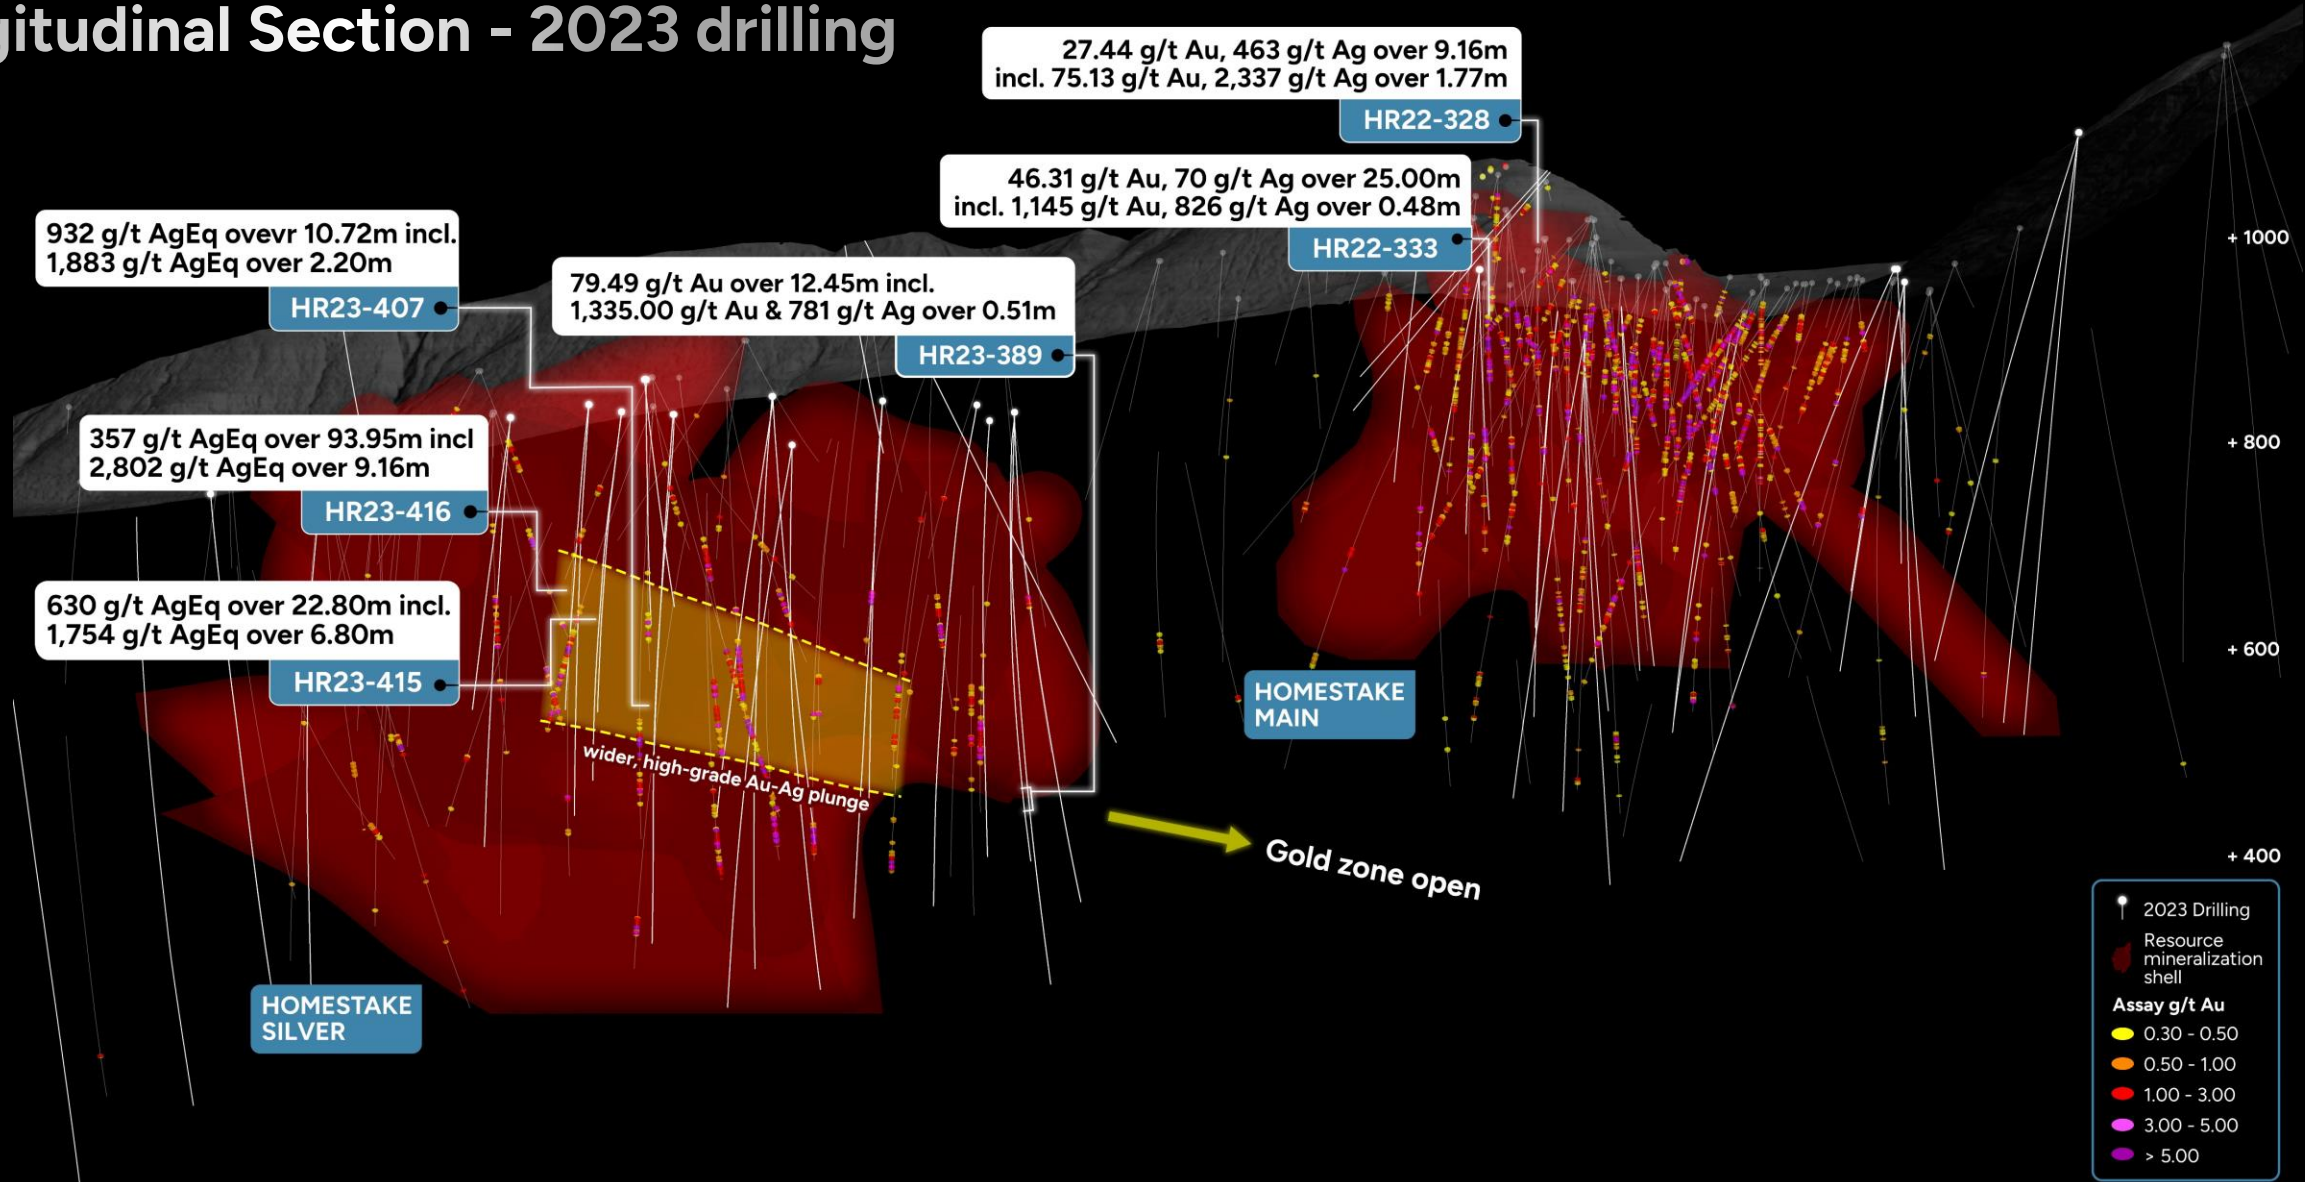 gitudinal Section - 2023 drilling
27.44 g/t Au, 463 g/t Ag over 9.16m
incl. 75.13 g/t Au, 2,337 g/t Ag over 1.77m
HR22-328
46.31 g/t Au, 70 g/t Ag over 25.00m
incl. 1,145 g/t Au, 826 g/t Ag over 0.48m
HR22-333
932 g/t AgEq ovevr 10.72m incl.
1,883 g/t AgEq over 2.20m
HR23-407
79.49 g/t Au over 12.45m incl.
1,335.00 g/t Au & 781 g/t Ag over 0.51m
HR23-389
357 g/t AgEq over 93.95m incl
2,802 g/t AgEq over 9.16m
HR23-416
630 g/t AgEq over 22.80m incl.
1,754 g/t AgEq over 6.80m
HR23-415
wider, high-grade Au-Ag plunge
HOMESTAKE
MAIN
Gold zone open
HOMESTAKE
SILVER
+ 1000
+ 800
+ 600
+ 400
2023 Drilling
Resource
mineralization
shell
Assay g/t Au
0.30 - 0.50
0.50 - 1.00
1.00 - 3.00
3.00 - 5.00
> 5.00